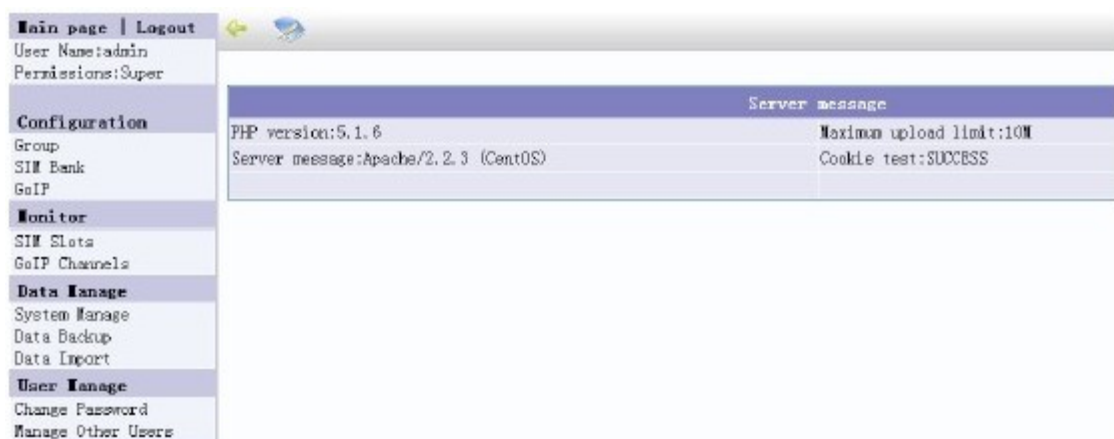 Main page | Logout
User Name:admin
Permissions:Super
Configuration
Group
SIM Bank
GoIP
Monitor
SIM Slots
GoIP Channels
Data Manage
System Manage
Data Backup
Data Import
User Manage
Change Password
Manage Other Users
Server message
PHP version:5.1.6
Maximum upload limit:10M
Server message:Apache/2.2.3 (CentOS)
Cookie test:SUCCESS